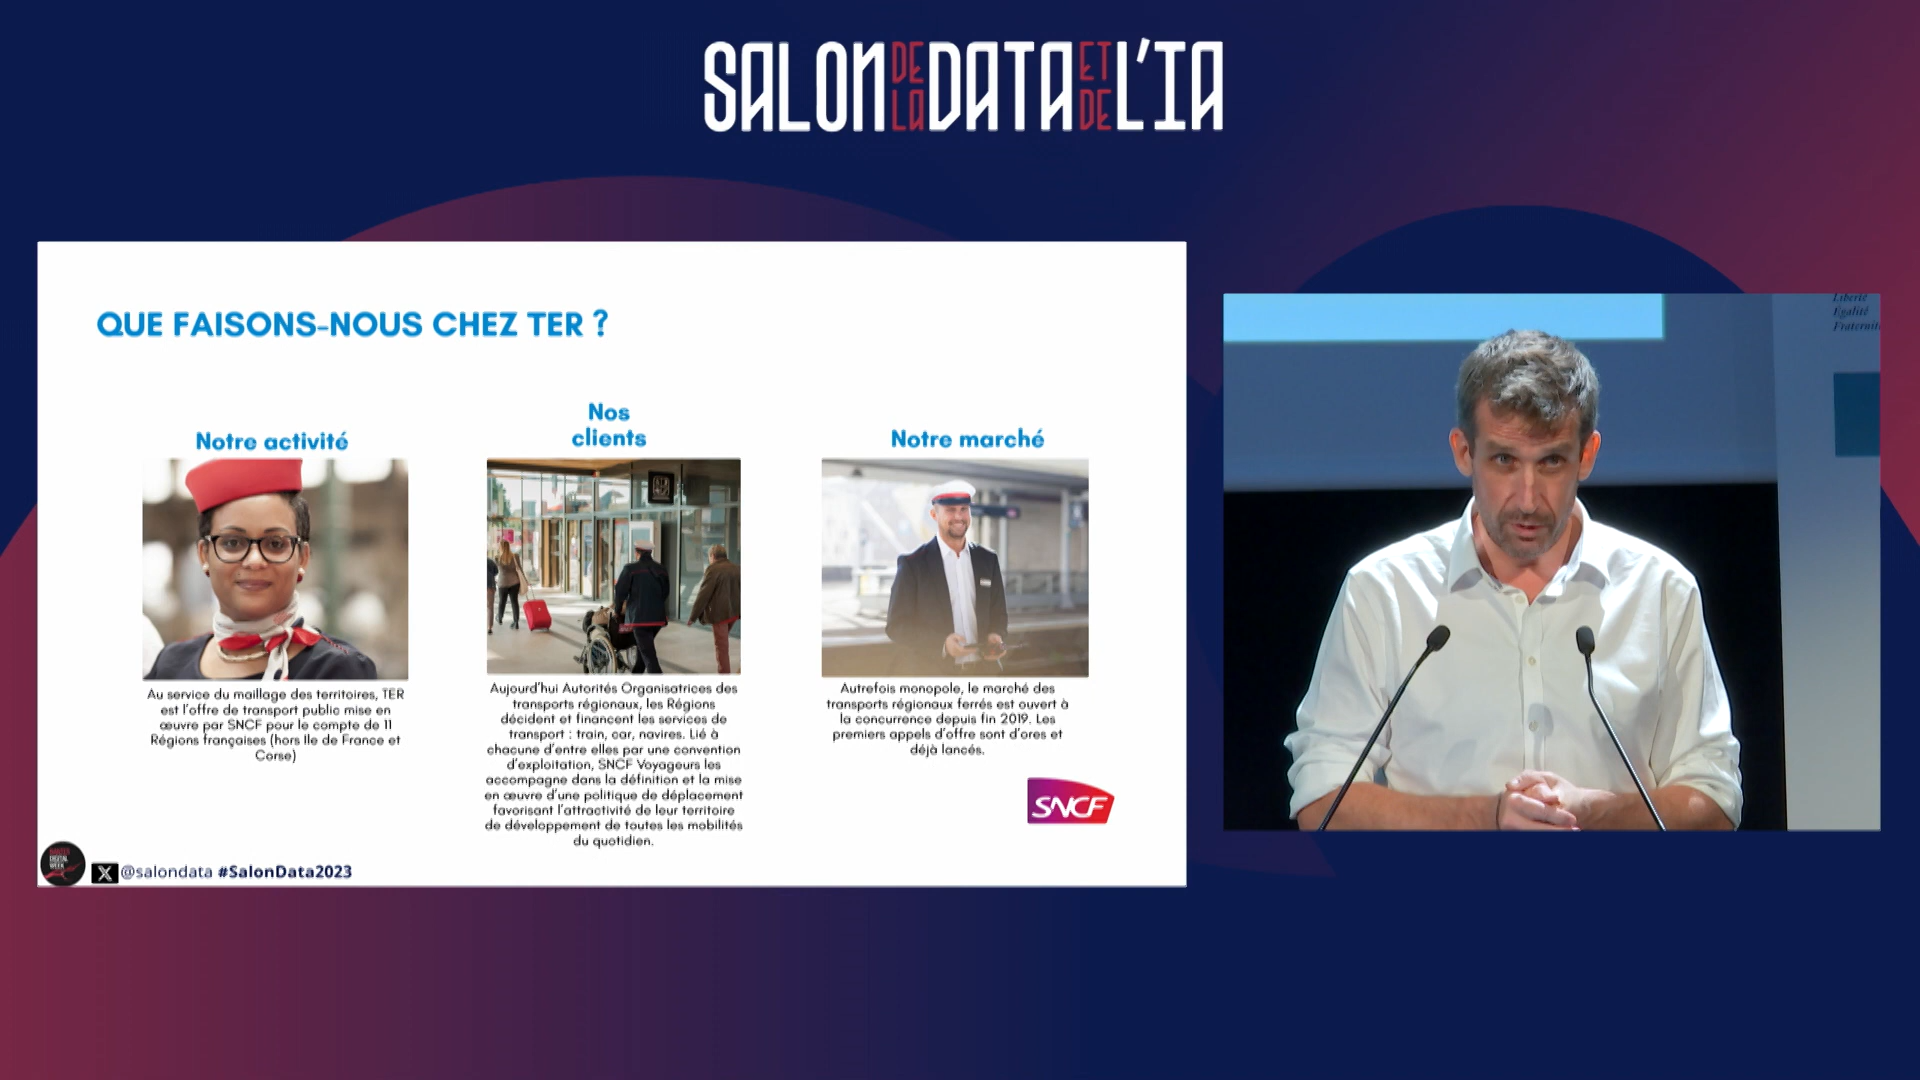 SALON DE LA DATA ET DE L'IA
QUE FAISONS-NOUS CHEZ TER ?
Notre activité
Au service du maillage des territoires, TER
est l'offre de transport public mise en
œuvre par SNCF pour le compte de 11
Régions françaises (hors Ile de France et
Corse)
Nos
clients
Aujourd'hui Autorités Organisatrices des
transports régionaux, les Régions
décident et financent les services de
transport : train, car, navires. Lié à
chacune d'entre elles par une convention
d'exploitation, SNCF Voyageurs les
accompagne dans la définition et la mise
en œuvre d'une politique de déplacement
favorisant l'attractivité de leur territoire
de développement de toutes les mobilités
du quotidien.
Notre marché
Autrefois monopole, le marché des
transports régionaux ferrés est ouvert à
la concurrence depuis fin 2019. Les
premiers appels d'offre sont d'ores et
déjà lancés.
SNCF
NANTES
DIGITAL
WEEK
@salondata #SalonData2023
Liberté
Égalité
Fraternité